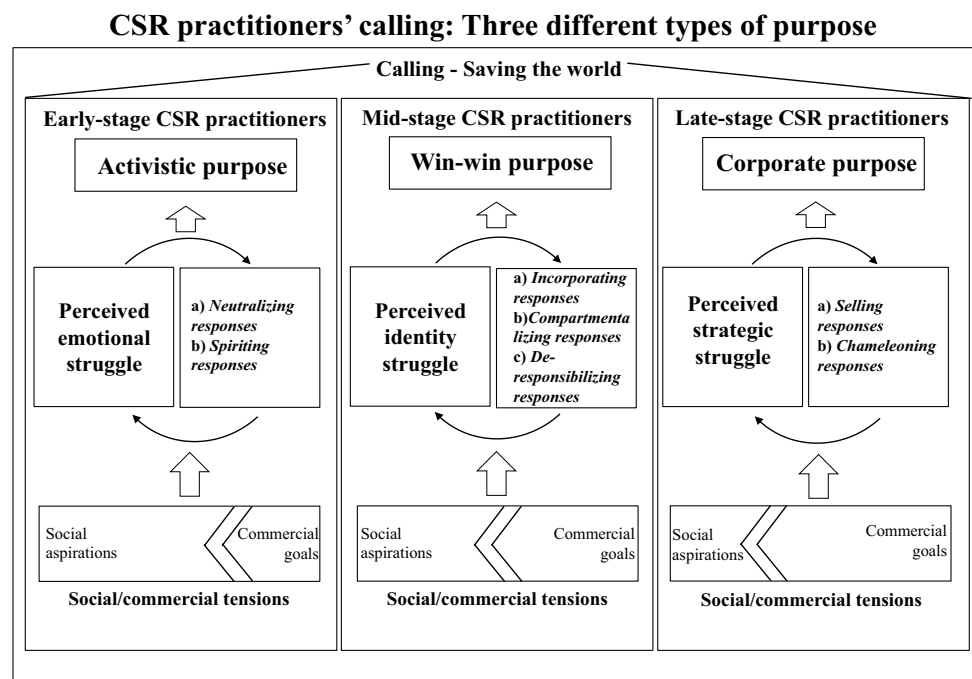 CSR practitioners' calling: Three different types of purpose
Calling - Saving the world
Early-stage CSR practitioners
Activistic purpose
Perceived
emotional
struggle
a) Neutralizing
responses
b) Spiriting
responses
Social
aspirations
Commercial
goals
Social/commercial tensions
Mid-stage CSR practitioners
Win-win purpose
Perceived
identity
struggle
a) Incorporating
responses
b)Compartmenta
lizing responses
c) De-
responsibilizing
responses
Social
aspirations
Commercial
goals
Social/commercial tensions
Late-stage CSR practitioners
Corporate purpose
Perceived
strategic
struggle
a) Selling
responses
b) Chameleoning
responses
Social
aspirations
Commercial
goals
Social/commercial tensions